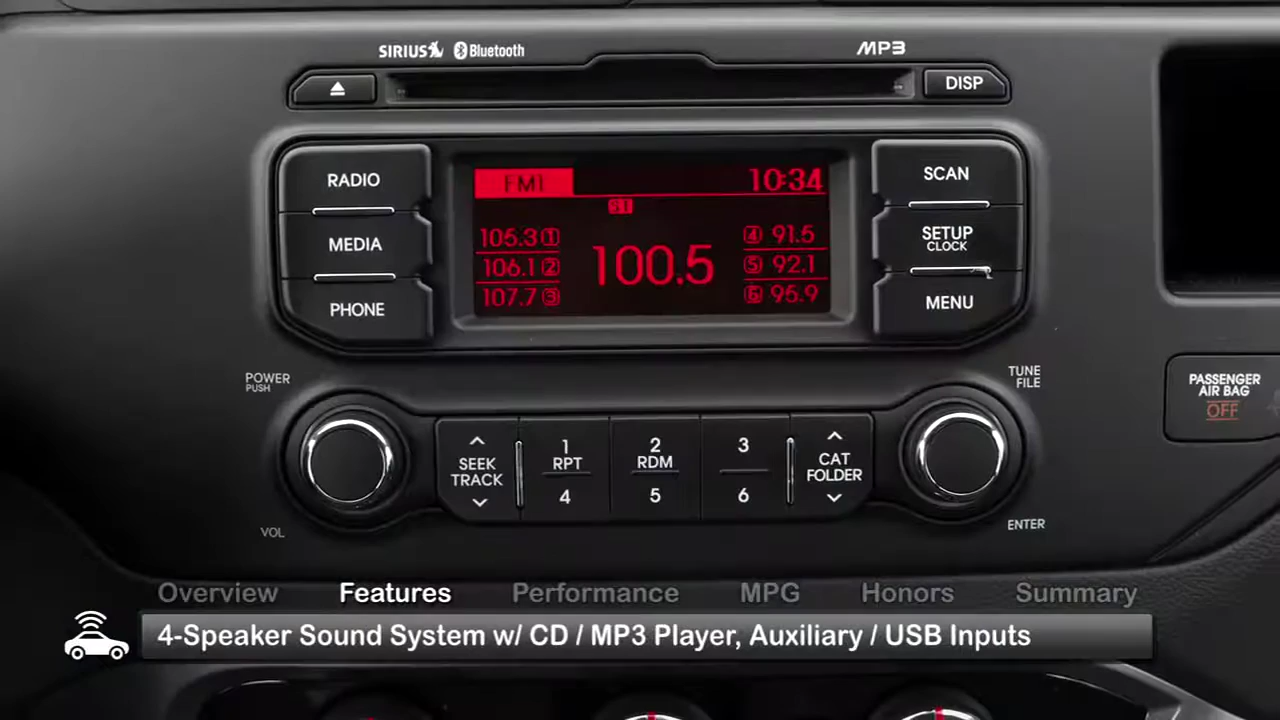 SIRIUS Bluetooth MP3
DISP
RADIO
MEDIA
PHONE
FM1 10:34
ST
105.3 1
106.1 2
107.7 3
100.5
4 91.5
5 92.1
6 95.9
SCAN
SETUP
CLOCK
MENU
PASSENGER
AIR BAG
OFF
POWER
PUSH
VOL
SEEK
TRACK
1
RPT
4
2
RDM
5
3
6
CAT
FOLDER
TUNE
FILE
ENTER
Overview Features Performance MPG Honors Summary
4-Speaker Sound System w/ CD / MP3 Player, Auxiliary / USB Inputs